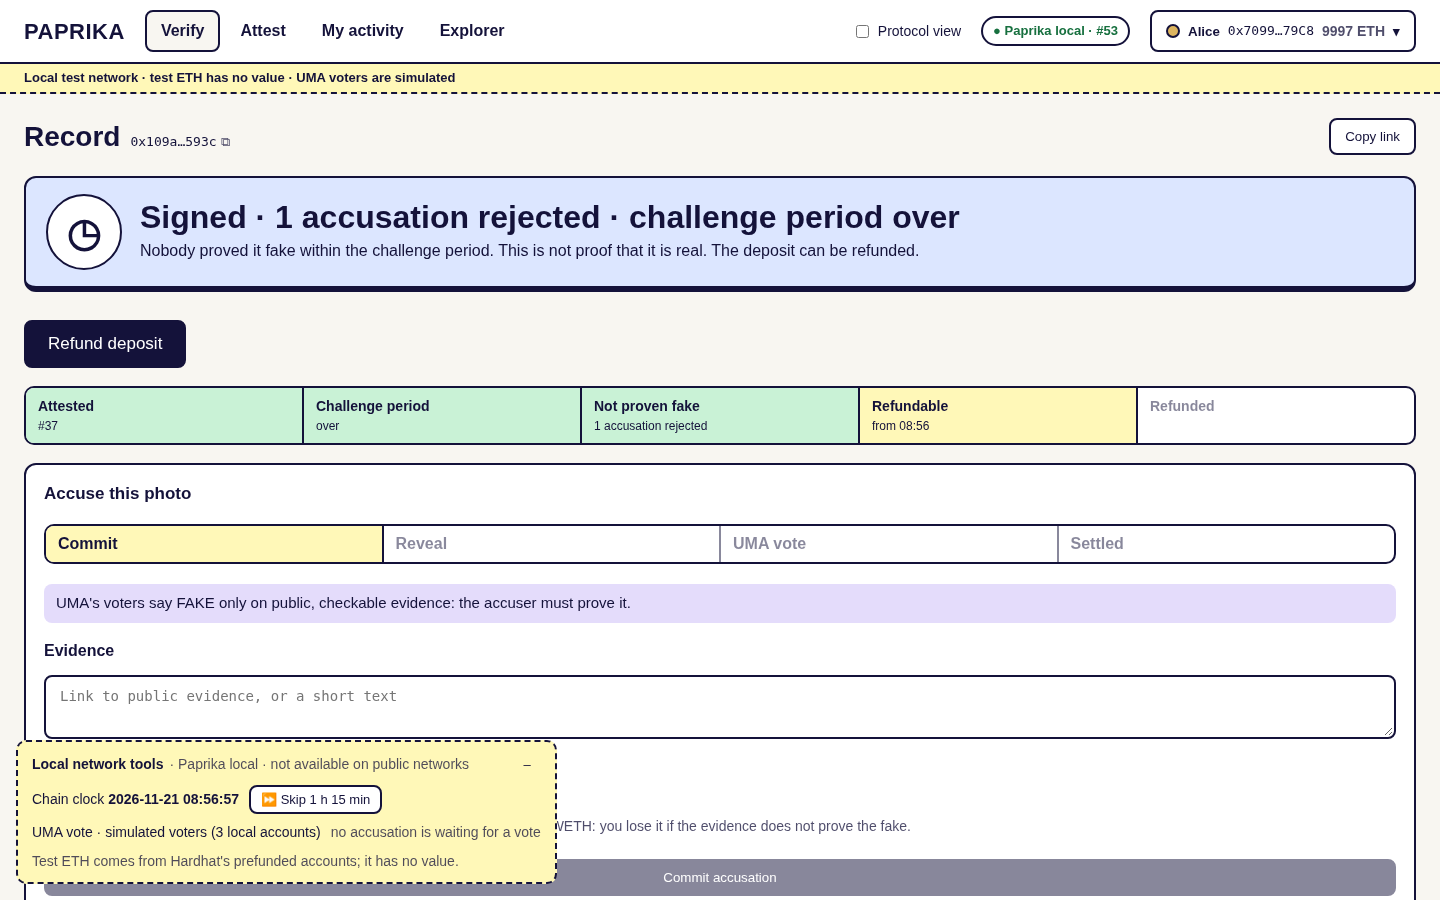 PAPRIKA Verify Attest My activity Explorer Protocol view ● Paprika local · #53 Alice 0x7099…79C8 9997 ETH ▾
Local test network · test ETH has no value · UMA voters are simulated
Record 0x109a…593c ⧉ Copy link
Signed · 1 accusation rejected · challenge period over
Nobody proved it fake within the challenge period. This is not proof that it is real. The deposit can be refunded.
Refund deposit
Attested Challenge period Not proven fake Refundable Refunded
#37 over 1 accusation rejected from 08:56
Accuse this photo
Commit Reveal UMA vote Settled
UMA's voters say FAKE only on public, checkable evidence: the accuser must prove it.
Evidence
Link to public evidence, or a short text
Local network tools · Paprika local · not available on public networks –
Chain clock 2026-11-21 08:56:57 ⏩ Skip 1 h 15 min
UMA vote · simulated voters (3 local accounts) no accusation is waiting for a vote
Test ETH comes from Hardhat's prefunded accounts; it has no value.
: you lose it if the evidence does not prove the fake.
Commit accusation